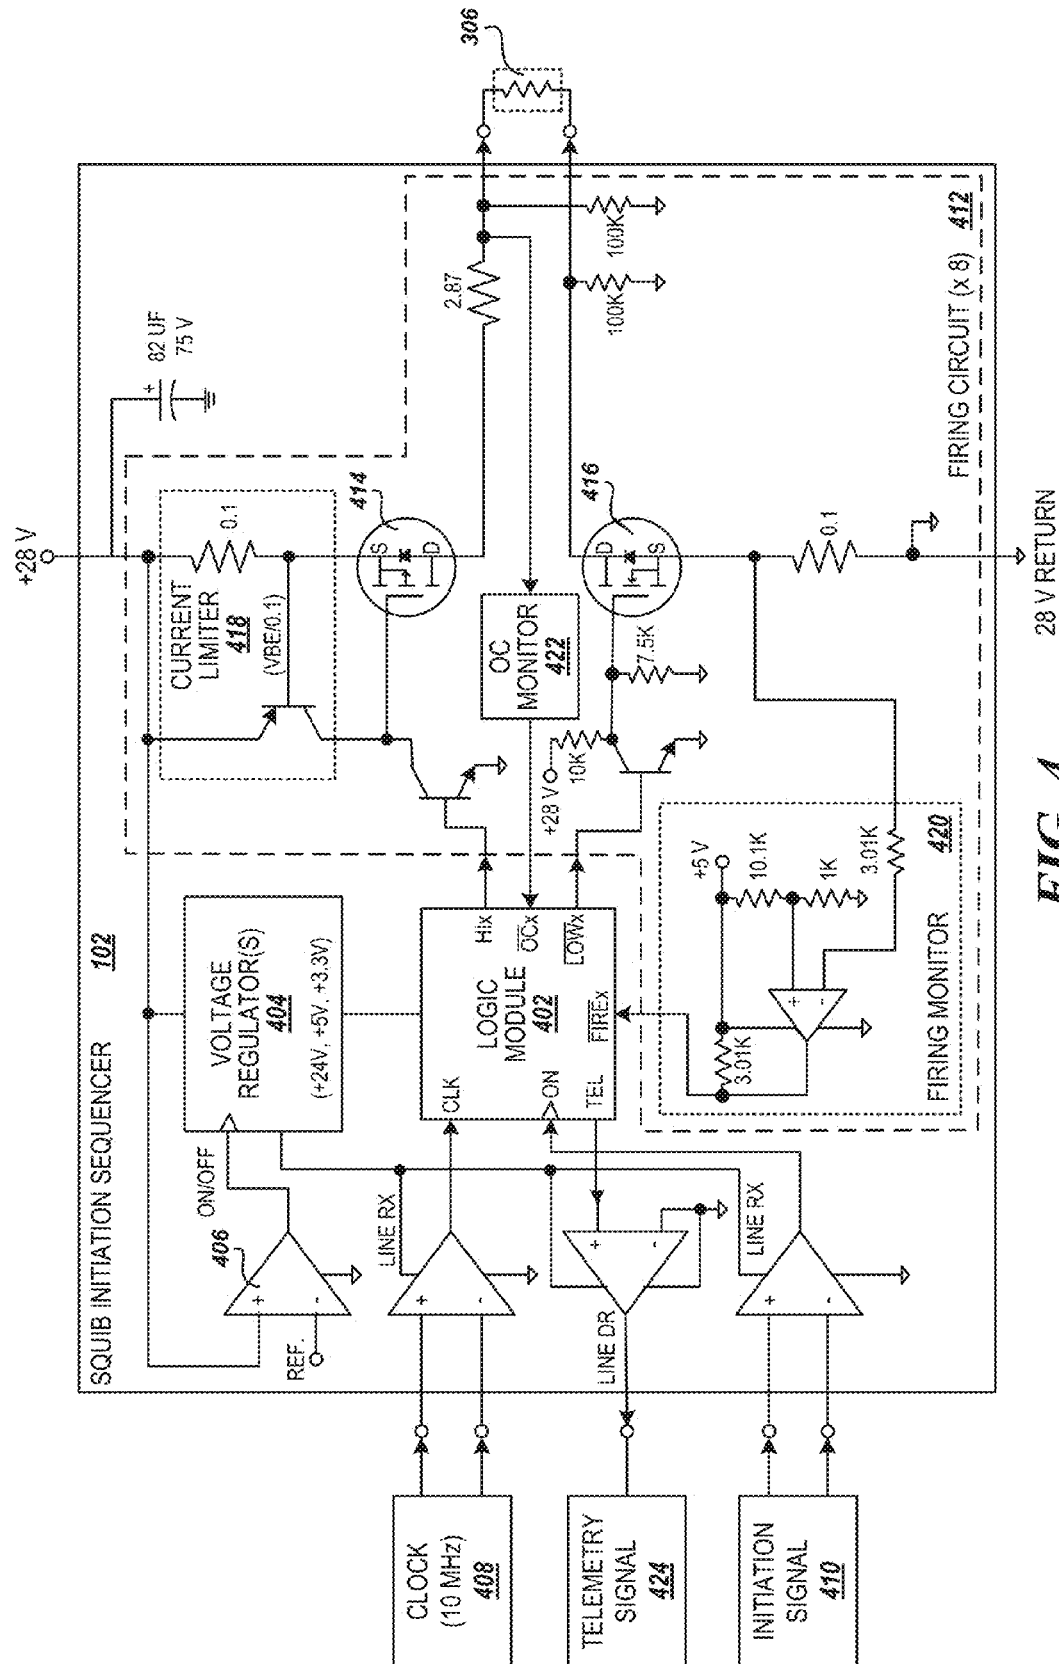 SQUIB INITIATION SEQUENCER 102
+28 V
82 UF
75 V
+
306
CURRENT
LIMITER
418
0.1
(VBE/0.1)
414
S
D
2.87
100K
100K
VOLTAGE
REGULATOR(S)
404
(+24V, +5V, +3.3V)
ON/OFF
406
+
-
REF.
OC
MONITOR
422
416
D
S
7.5K
10K
+28 V
0.1
LOGIC
MODULE
402
HIx
OCx
LOWx
FIREx
CLK
ON
TEL
LINE RX
+
-
LINE DR
+
-
LINE RX
+
-
CLOCK
(10 MHz)
408
TELEMETRY
SIGNAL
424
INITIATION
SIGNAL
410
+5 V
10.1K
1K
3.01K
3.01K
+
-
FIRING MONITOR 420
FIRING CIRCUIT (x 8) 412
28 V RETURN
FIG. 4